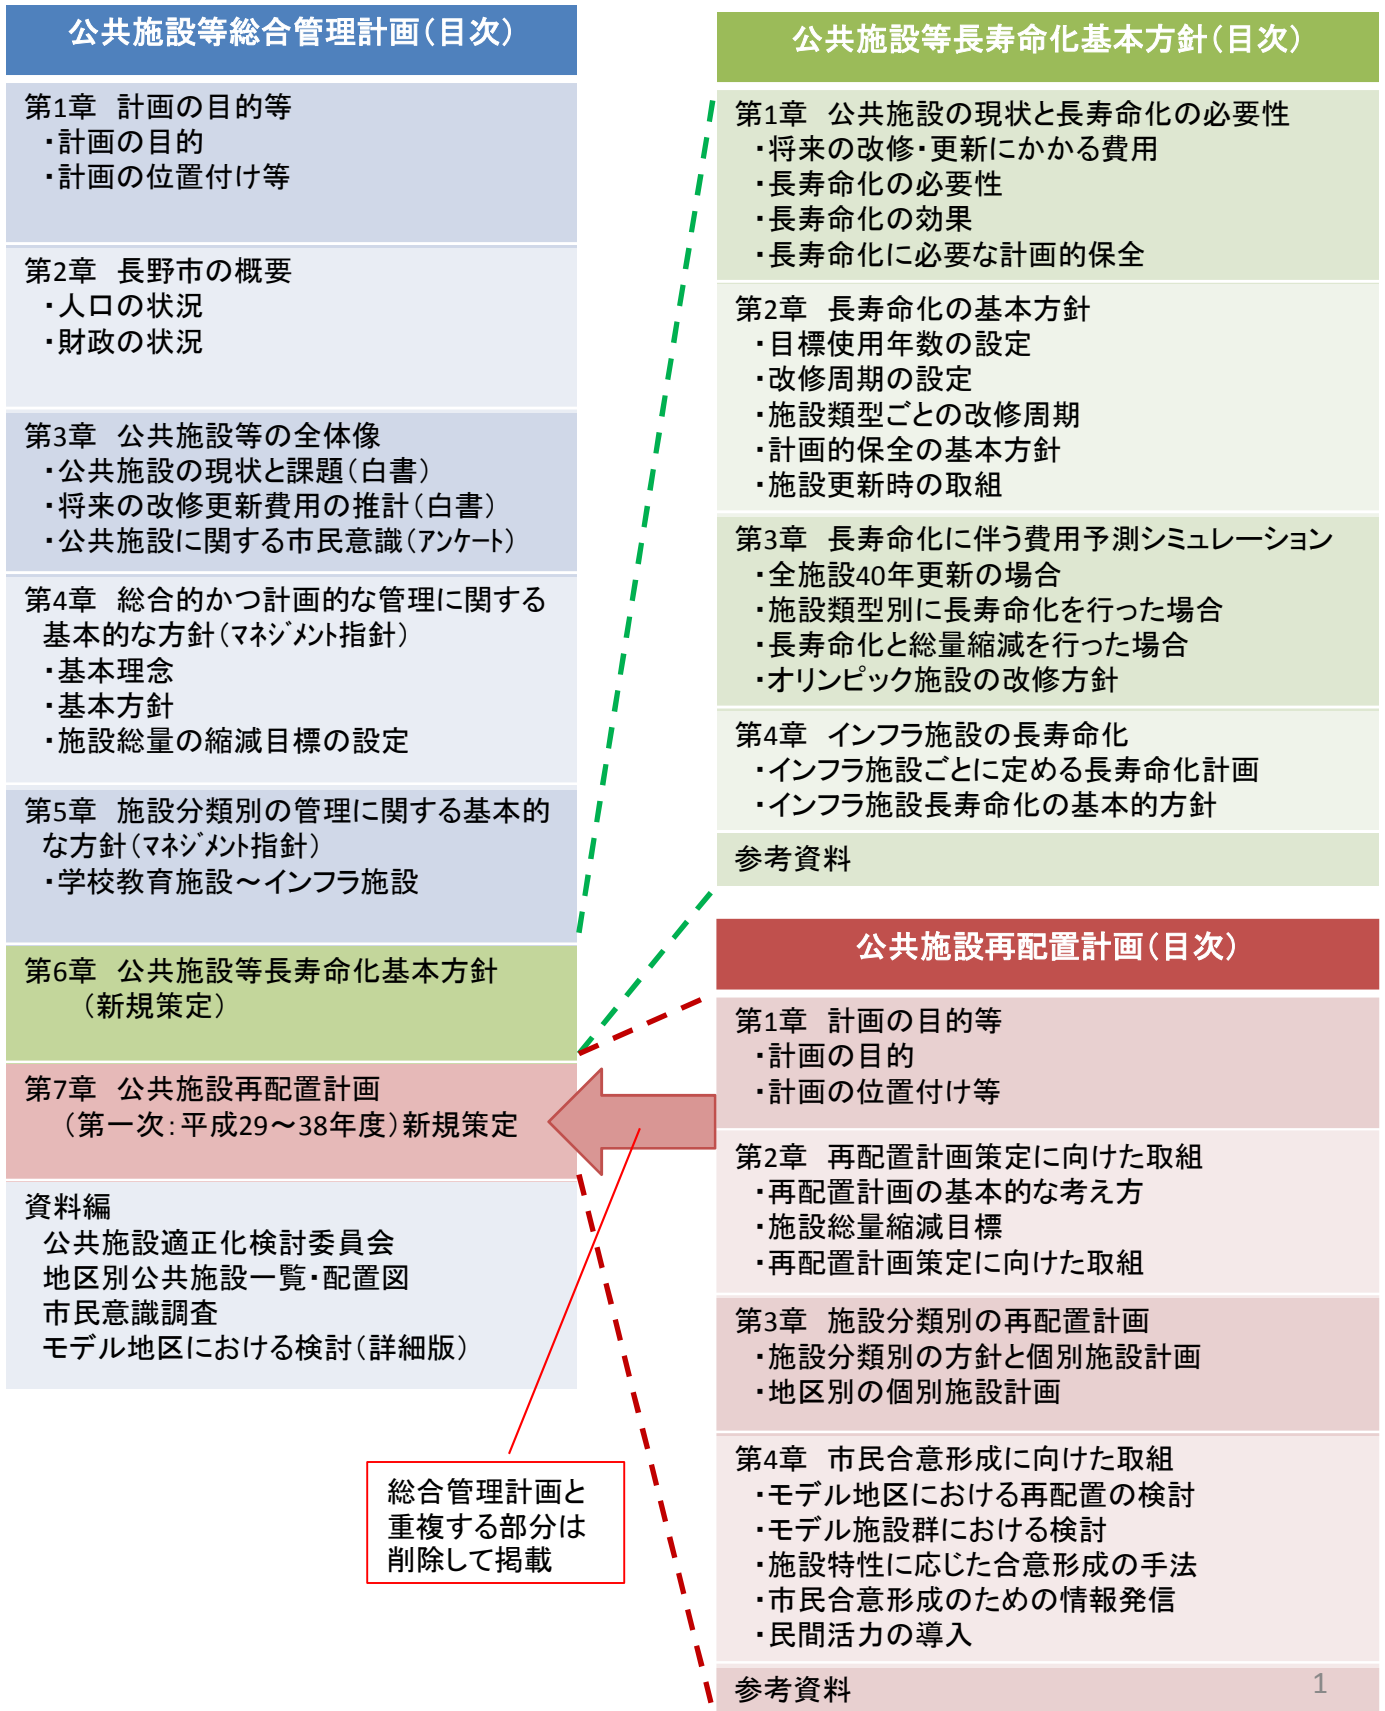 公共施設等総合管理計画（目次）
第1章　計画の目的等
・計画の目的
・計画の位置付け等
第2章　長野市の概要
・人口の状況
・財政の状況
第3章　公共施設等の全体像
・公共施設の現状と課題（白書）
・将来の改修更新費用の推計（白書）
・公共施設に関する市民意識（ｱﾝｹｰﾄ）
第4章　総合的かつ計画的な管理に関する
基本的な方針（ﾏﾈｼﾞﾒﾝﾄ指針）
・基本理念
・基本方針
・施設総量の縮減目標の設定
第5章　施設分類別の管理に関する基本的
な方針（ﾏﾈｼﾞﾒﾝﾄ指針）
・学校教育施設～インフラ施設
第6章　公共施設等長寿命化基本方針
（新規策定）
第7章　公共施設再配置計画
（第一次：平成29～38年度）新規策定
資料編
公共施設適正化検討委員会
地区別公共施設一覧・配置図
市民意識調査
モデル地区における検討（詳細版）
総合管理計画と
重複する部分は
削除して掲載
公共施設等長寿命化基本方針（目次）
第1章　公共施設の現状と長寿命化の必要性
・将来の改修・更新にかかる費用
・長寿命化の必要性
・長寿命化の効果
・長寿命化に必要な計画的保全
第2章　長寿命化の基本方針
・目標使用年数の設定
・改修周期の設定
・施設類型ごとの改修周期
・計画的保全の基本方針
・施設更新時の取組
第3章　長寿命化に伴う費用予測シミュレーション
・全施設40年更新の場合
・施設類型別に長寿命化を行った場合
・長寿命化と総量縮減を行った場合
・オリンピック施設の改修方針
第4章　インフラ施設の長寿命化
・インフラ施設ごとに定める長寿命化計画
・インフラ施設長寿命化の基本的方針
参考資料
公共施設再配置計画（目次）
第1章　計画の目的等
・計画の目的
・計画の位置付け等
第2章　再配置計画策定に向けた取組
・再配置計画の基本的な考え方
・施設総量縮減目標
・再配置計画策定に向けた取組
第3章　施設分類別の再配置計画
・施設分類別の方針と個別施設計画
・地区別の個別施設計画
第4章　市民合意形成に向けた取組
・モデル地区における再配置の検討
・モデル施設群における検討
・施設特性に応じた合意形成の手法
・市民合意形成のための情報発信
・民間活力の導入
参考資料
1